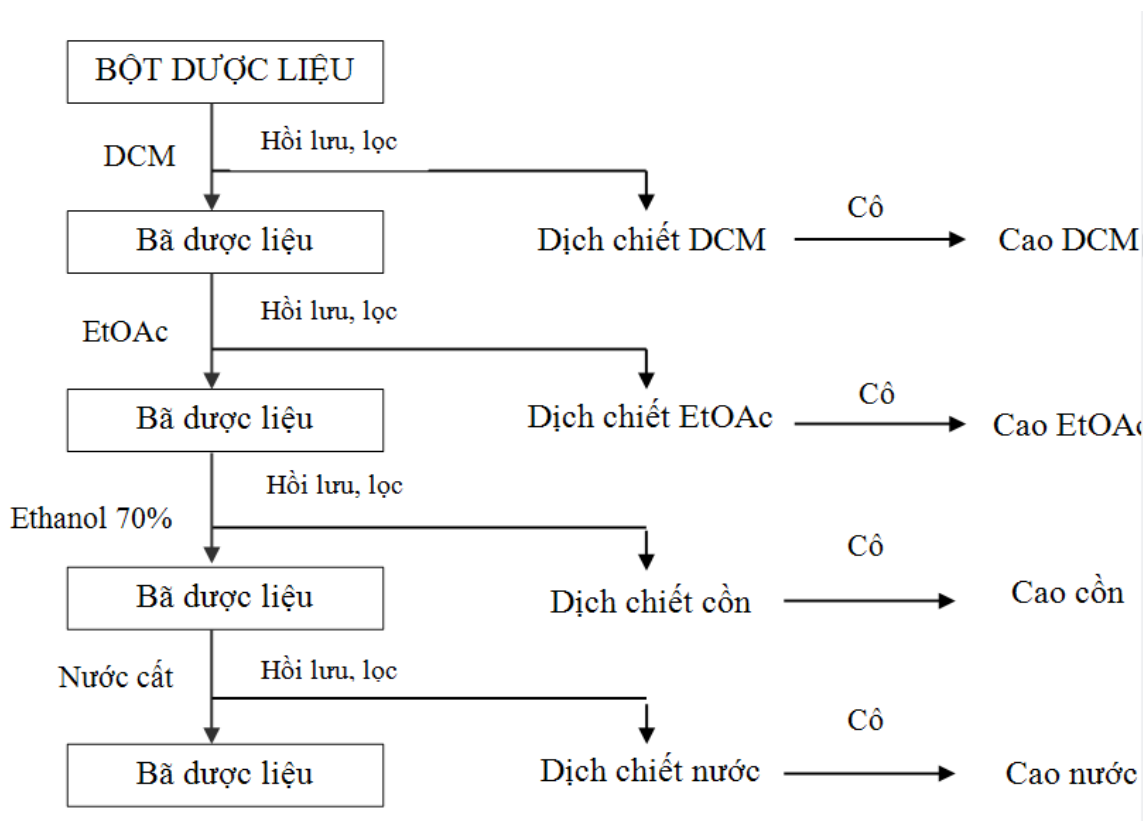 BỘT DƯỢC LIỆU
DCM
Hồi lưu, lọc
Bã dược liệu
Dịch chiết DCM
Cô
Cao DCM
EtOAc
Hồi lưu, lọc
Bã dược liệu
Dịch chiết EtOAc
Cô
Cao EtOAc
Ethanol 70%
Hồi lưu, lọc
Bã dược liệu
Dịch chiết cồn
Cô
Cao cồn
Nước cất
Hồi lưu, lọc
Bã dược liệu
Dịch chiết nước
Cô
Cao nước